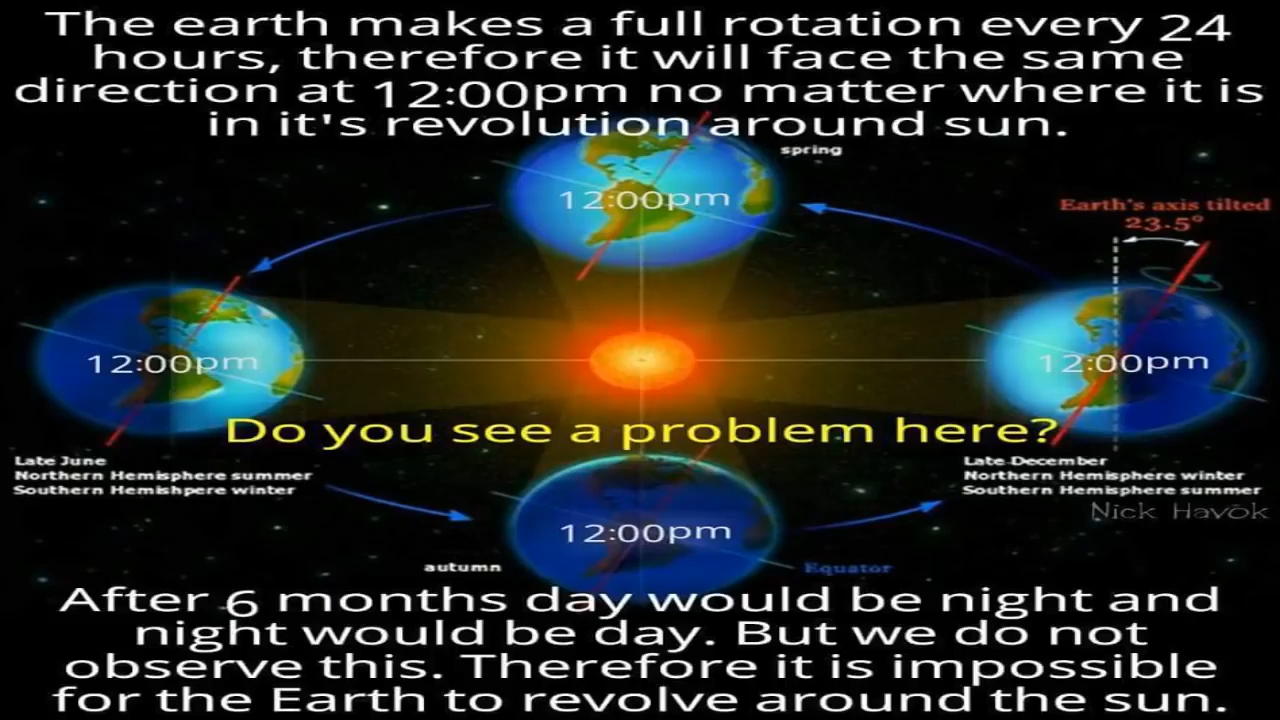 The earth makes a full rotation every 24
hours, therefore it will face the same
direction at 12:00pm no matter where it is
in it's revolution around sun.
spring
12:00pm
Earth's axis tilted
23.5°
12:00pm
12:00pm
Do you see a problem here?
Late June
Northern Hemisphere summer
Southern Hemishpere winter
Late December
Northern Hemisphere winter
Southern Hemisphere summer
Nick Havok
12:00pm
autumn
Equator
After 6 months day would be night and
night would be day. But we do not
observe this. Therefore it is impossible
for the Earth to revolve around the sun.